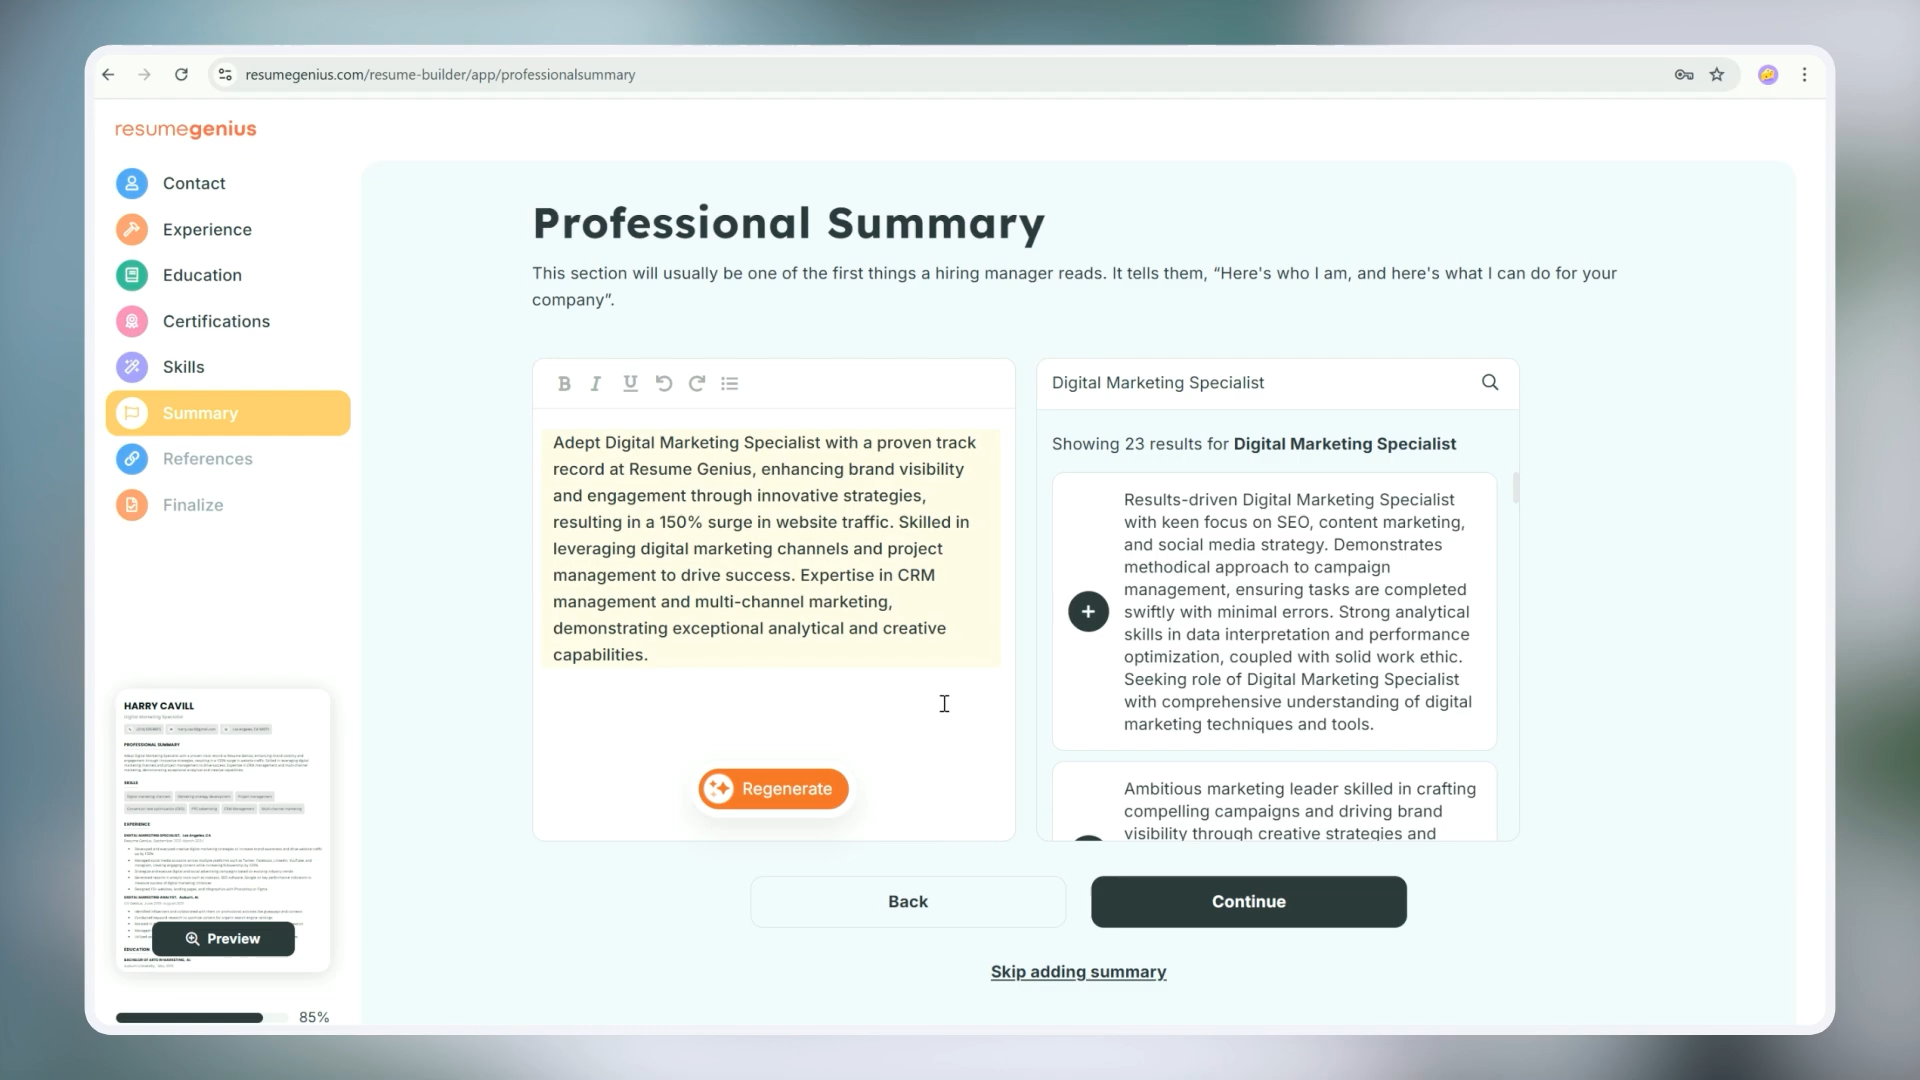 resumegenius.com/resume-builder/app/professionalsummary
resumegenius
Contact
Experience
Education
Certifications
Skills
Summary
References
Finalize
Professional Summary
This section will usually be one of the first things a hiring manager reads. It tells them, “Here's who I am, and here's what I can do for your
company”.
B I U
Adept Digital Marketing Specialist with a proven track
record at Resume Genius, enhancing brand visibility
and engagement through innovative strategies,
resulting in a 150% surge in website traffic. Skilled in
leveraging digital marketing channels and project
management to drive success. Expertise in CRM
management and multi-channel marketing,
demonstrating exceptional analytical and creative
capabilities.
Regenerate
Digital Marketing Specialist
Showing 23 results for Digital Marketing Specialist
Results-driven Digital Marketing Specialist
with keen focus on SEO, content marketing,
and social media strategy. Demonstrates
methodical approach to campaign
management, ensuring tasks are completed
swiftly with minimal errors. Strong analytical
skills in data interpretation and performance
optimization, coupled with solid work ethic.
Seeking role of Digital Marketing Specialist
with comprehensive understanding of digital
marketing techniques and tools.
Ambitious marketing leader skilled in crafting
compelling campaigns and driving brand
visibility through creative strategies and
Back
Continue
Skip adding summary
HARRY CAVILL
Digital Marketing Specialist
PROFESSIONAL SUMMARY
SKILLS
EXPERIENCE
EDUCATION
Preview
85%